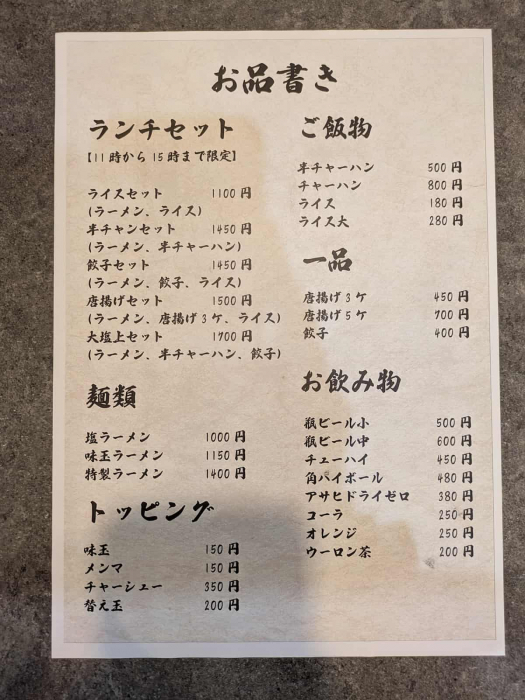 お品書き
ランチセット
【11時から15時まで限定】
ライスセット 1100円
(ラーメン、ライス)
半チャンセット 1450円
(ラーメン、半チャーハン)
餃子セット 1450円
(ラーメン、餃子、ライス)
唐揚げセット 1500円
(ラーメン、唐揚げ3ケ、ライス)
大塩上セット 1700円
(ラーメン、半チャーハン、餃子)
麺類
塩ラーメン 1000円
味玉ラーメン 1150円
特製ラーメン 1400円
トッピング
味玉 150円
メンマ 150円
チャーシュー 350円
替え玉 200円
ご飯物
半チャーハン 500円
チャーハン 800円
ライス 180円
ライス大 280円
一品
唐揚げ3ケ 450円
唐揚げ5ケ 700円
餃子 400円
お飲み物
瓶ビール小 500円
瓶ビール中 600円
チューハイ 450円
角ハイボール 480円
アサヒドライゼロ 380円
コーラ 250円
オレンジ 250円
ウーロン茶 200円